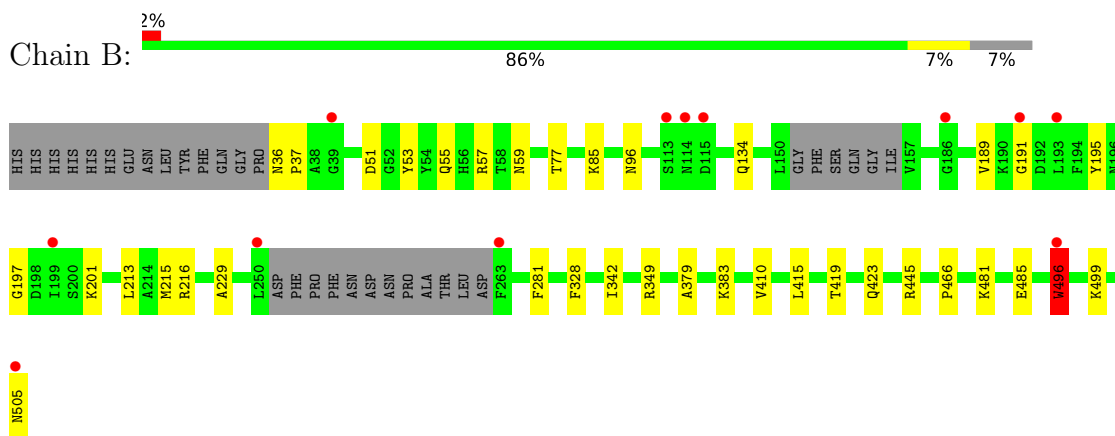 2%
Chain B:
86% 7% 7%
HIS HIS HIS HIS HIS HIS GLU ASN LEU TYR PHE GLN GLY PRO N36 P37 A38 G39 D51 G52 Y53 Y54 Q55 H56 R57 T58 N59 T77 K85 N96 S113 N114 D115 Q134 L150 GLY PHE SER GLN GLY ILE V157 G186 V189 K190 G191 D192 L193 F194 Y195 N196
G197 D198 I199 S200 K201 L213 A214 M215 R216 A229 L250 ASP PHE PRO PHE ASN ASP ASN PRO ALA THR LEU ASP F263 F281 F328 I342 R349 A379 K383 V410 L415 T419 Q423 R445 P466 K481 E485 W496 K499
N505